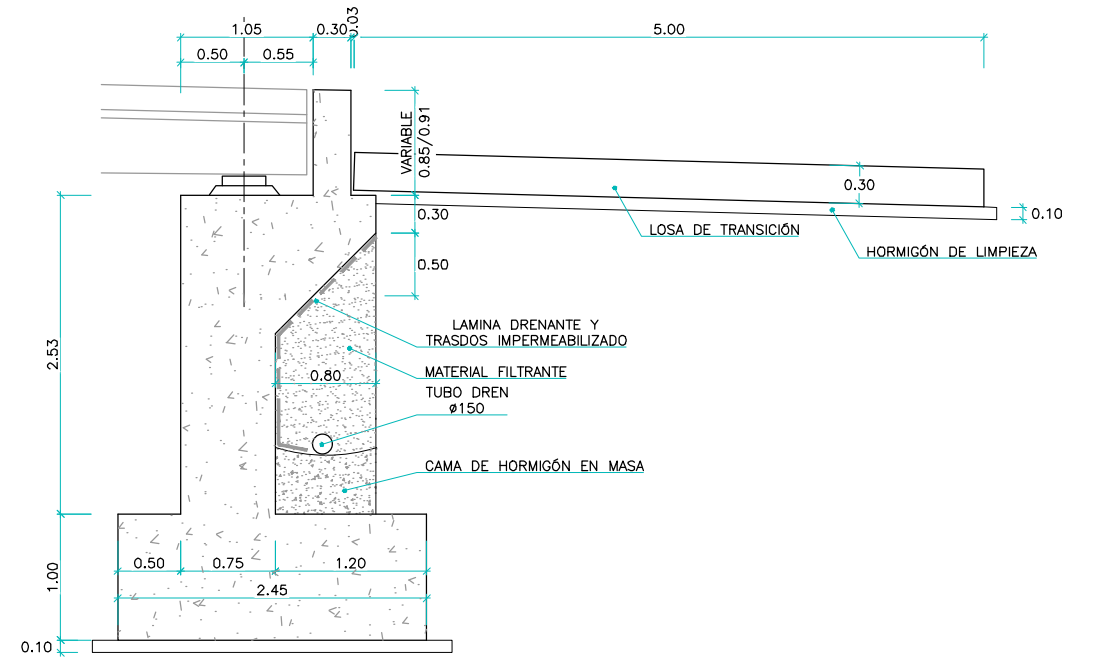 1.05
0.30
0.03
5.00
0.50
0.55
VARIABLE
0.85/0.91
0.30
0.10
0.30
LOSA DE TRANSICIÓN
HORMIGÓN DE LIMPIEZA
0.50
LAMINA DRENANTE Y
TRASDOS IMPERMEABILIZADO
2.53
MATERIAL FILTRANTE
0.80
TUBO DREN
ø150
CAMA DE HORMIGÓN EN MASA
0.50
0.75
1.20
1.00
2.45
0.10